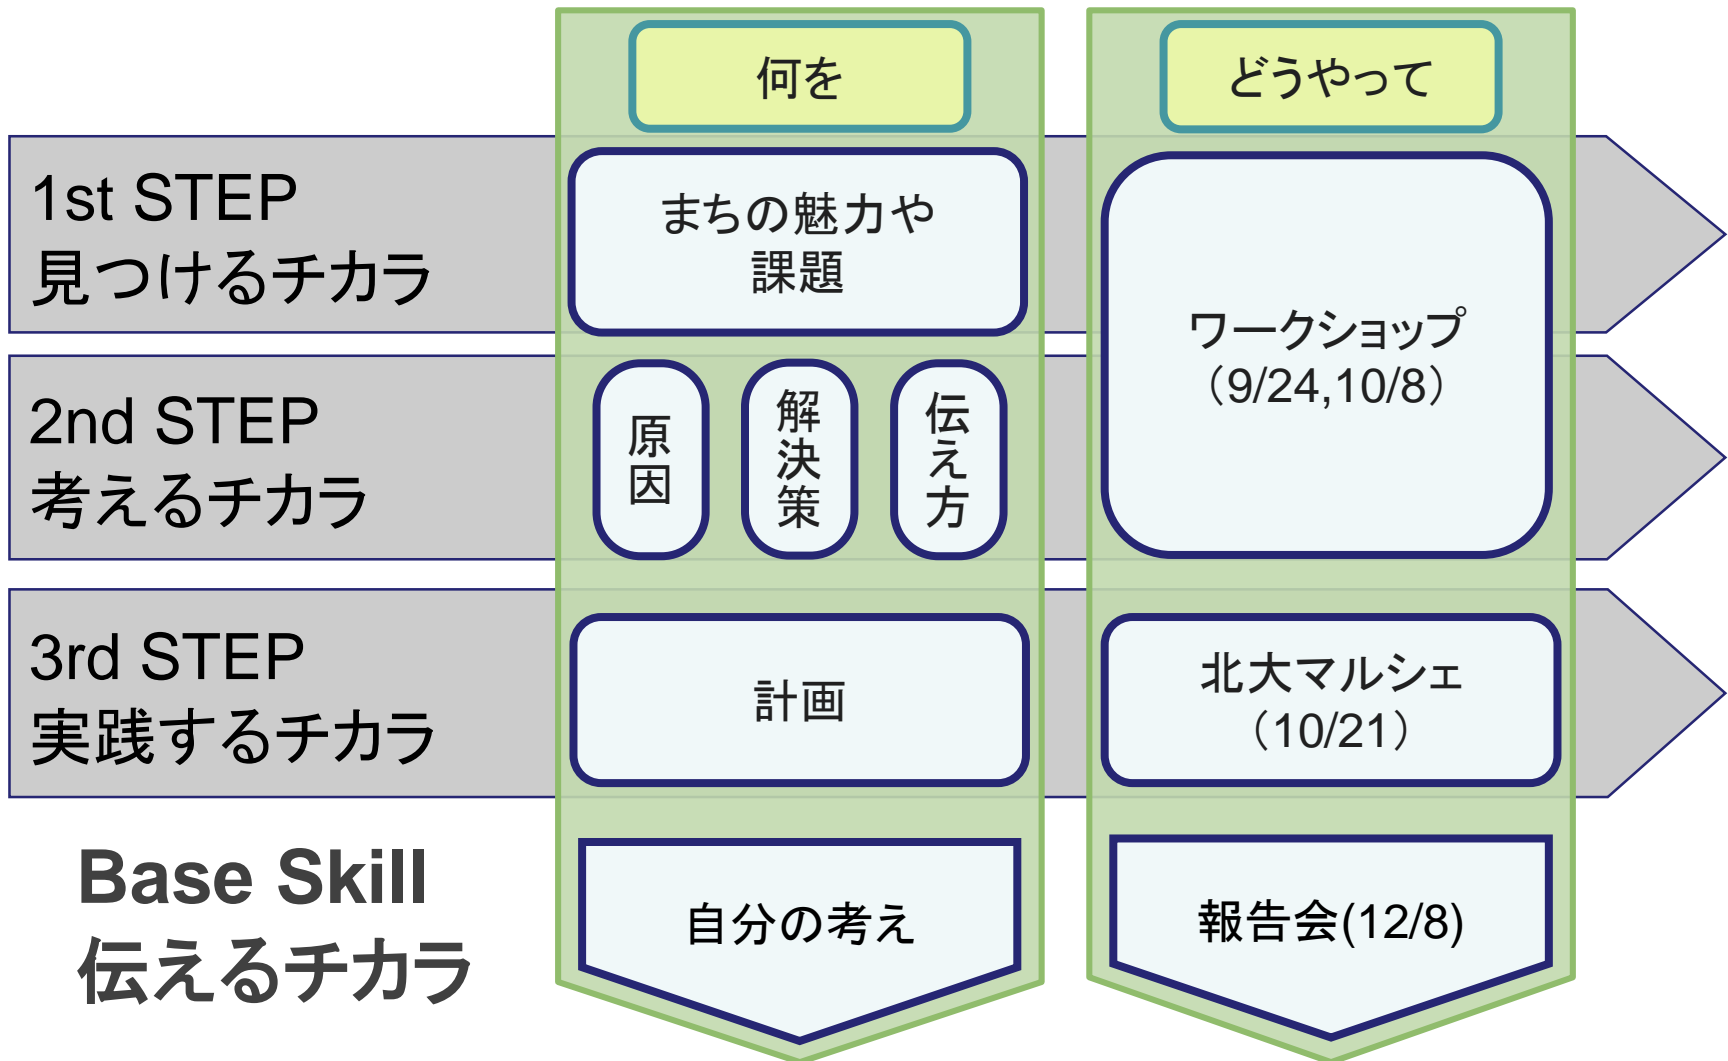 何を
どうやって
1st STEP
見つけるチカラ
まちの魅力や
課題
ワークショップ
（9/24,10/8）
2nd STEP
考えるチカラ
原因
解決策
伝え方
3rd STEP
実践するチカラ
計画
北大マルシェ
（10/21）
Base Skill
伝えるチカラ
自分の考え
報告会(12/8)